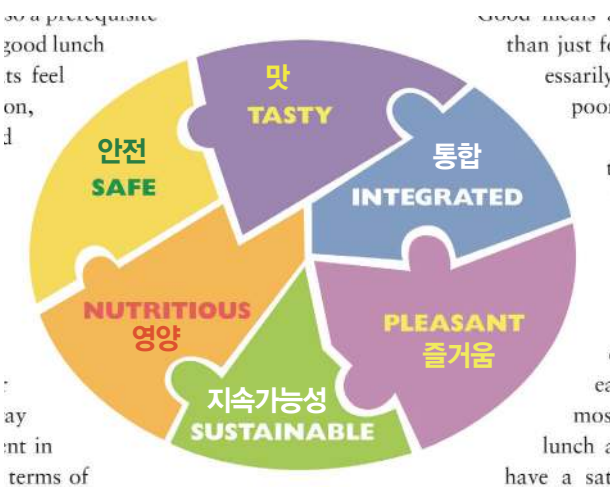 so a prerequisite
good lunch
ts feel
on,
맛
TASTY
안전
SAFE
통합
INTEGRATED
NUTRITIOUS
영양
PLEASANT
즐거움
지속가능성
SUSTAINABLE
ay
ent in
terms of
Good meals
than just fo
essarily
poor
ea
mos
lunch a
have a sat